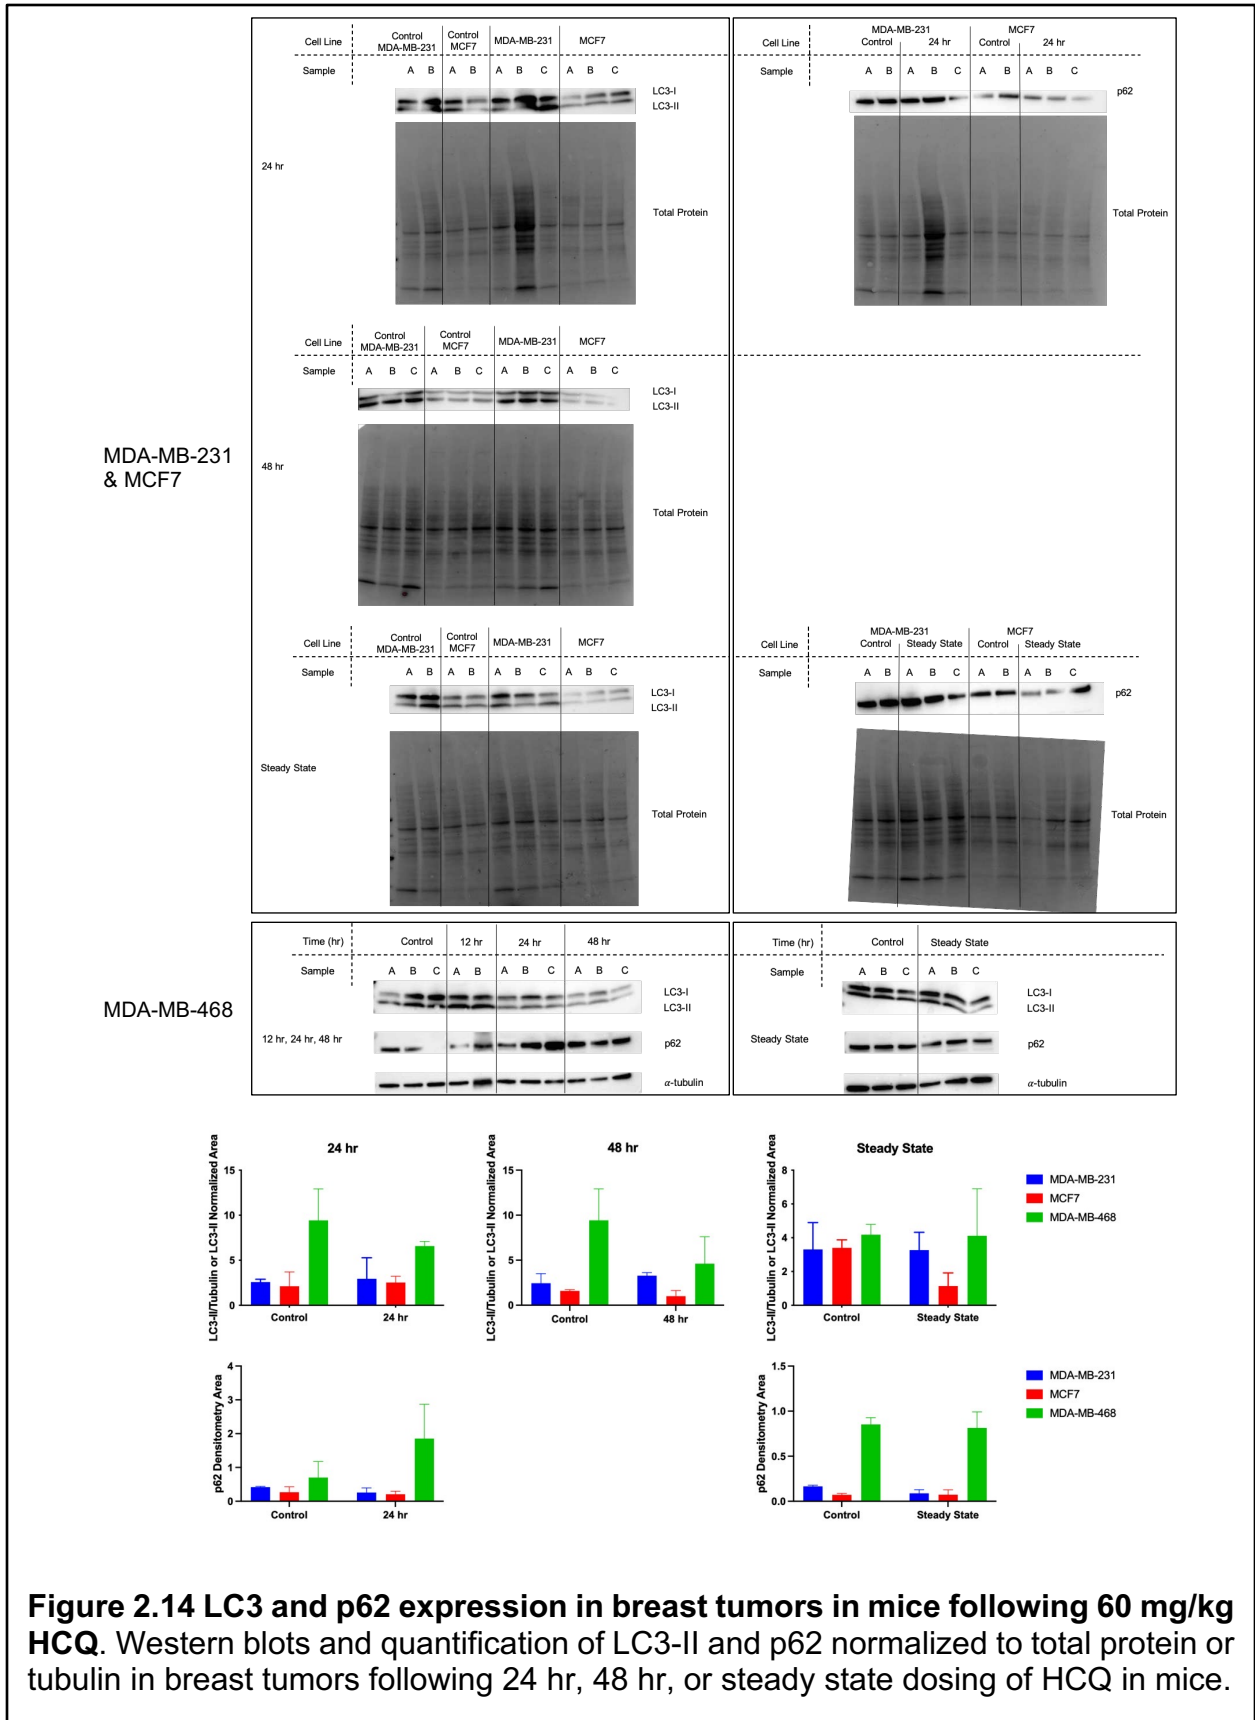 Cell Line Control MDA-MB-231 Control MCF7 MDA-MB-231 MCF7
Sample A B A B A B C A B C
LC3-I
LC3-II
24 hr
Total Protein
MDA-MB-231 MCF7
Cell Line Control 24 hr Control 24 hr
Sample A B A B C A B A B C
p62
Total Protein
MDA-MB-231
& MCF7
Cell Line Control MDA-MB-231 Control MCF7 MDA-MB-231 MCF7
Sample A B C A B C A B C A B C
LC3-I
LC3-II
48 hr
Total Protein
Cell Line Control MDA-MB-231 Control MCF7 MDA-MB-231 MCF7
Sample A B A B A B C A B C
LC3-I
LC3-II
Steady State
Total Protein
MDA-MB-231 MCF7
Cell Line Control Steady State Control Steady State
Sample A B A B C A B A B C
p62
Total Protein
MDA-MB-468
Time (hr) Control 12 hr 24 hr 48 hr
Sample A B C A B A B C A B C
LC3-I
LC3-II
12 hr, 24 hr, 48 hr p62
α-tubulin
Time (hr) Control Steady State
Sample A B C A B C
LC3-I
LC3-II
Steady State p62
α-tubulin
24 hr
LC3-II/Tubulin or LC3-II Normalized Area
15
10
5
0
Control 24 hr
48 hr
LC3-II/Tubulin or LC3-II Normalized Area
15
10
5
0
Control 48 hr
Steady State
LC3-II/Tubulin or LC3-II Normalized Area
8
6
4
2
0
Control Steady State
MDA-MB-231
MCF7
MDA-MB-468
p62 Densitometry Area
4
3
2
1
0
Control 24 hr
p62 Densitometry Area
1.5
1.0
0.5
0.0
Control Steady State
MDA-MB-231
MCF7
MDA-MB-468
Figure 2.14 LC3 and p62 expression in breast tumors in mice following 60 mg/kg
HCQ. Western blots and quantification of LC3-II and p62 normalized to total protein or
tubulin in breast tumors following 24 hr, 48 hr, or steady state dosing of HCQ in mice.